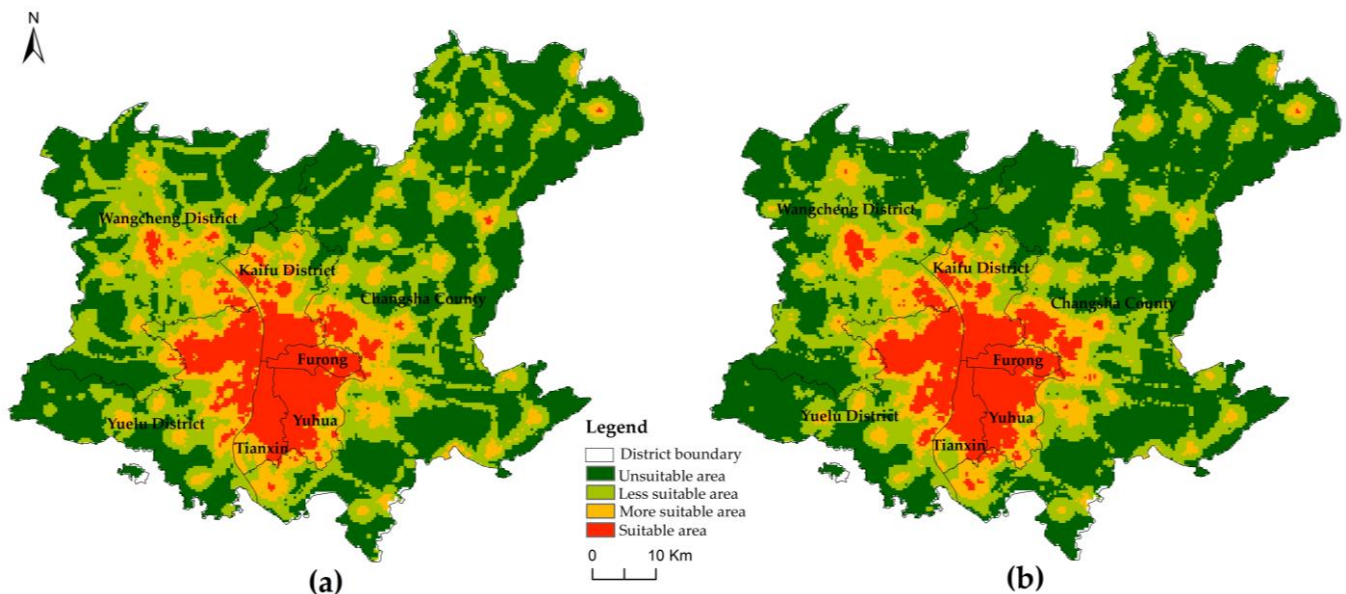 N
Wangcheng District
Kaifu District
Changsha County
Furong
Yuelu District
Yuhua
Tianxin
(a)
Legend
District boundary
Unsuitable area
Less suitable area
More suitable area
Suitable area
0 10 Km
Wangcheng District
Kaifu District
Changsha County
Furong
Yuelu District
Yuhua
Tianxin
(b)